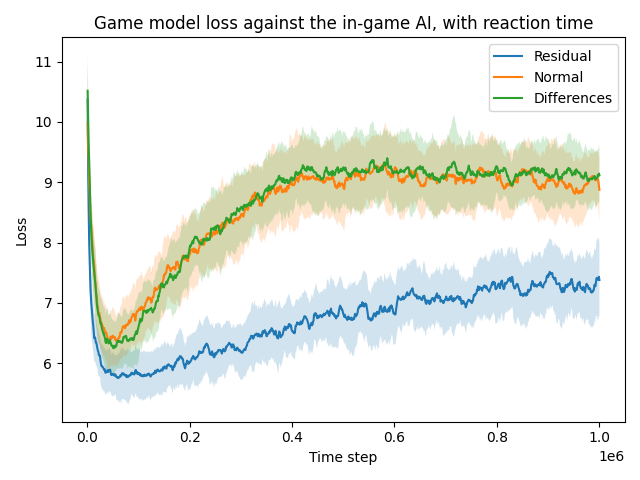 Game model loss against the in-game AI, with reaction time
Residual
Normal
Differences
Loss
11
10
9
8
7
6
0.0 0.2 0.4 0.6 0.8 1.0
1e6
Time step